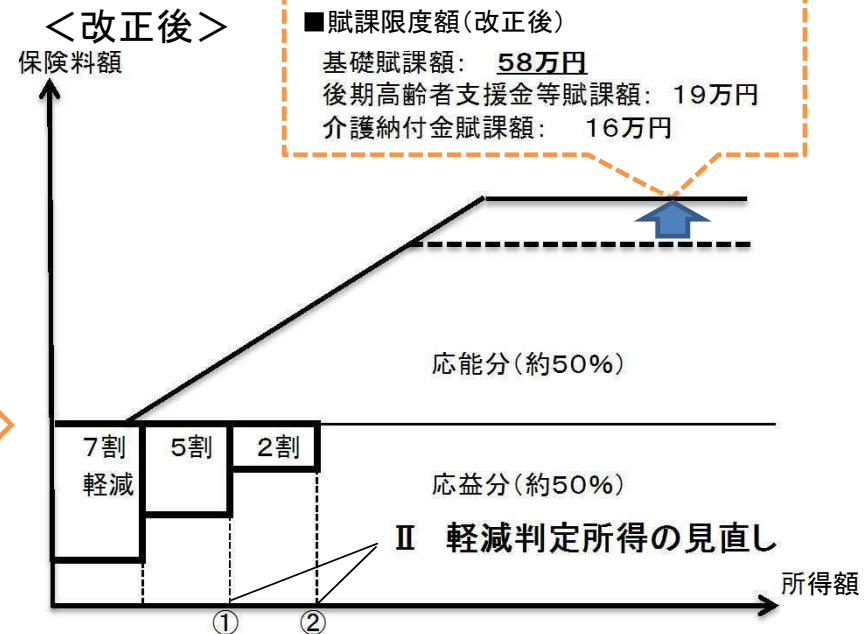 ＜改正後＞
■賦課限度額（改正後）
基礎賦課額： 58万円
後期高齢者支援金等賦課額： 19万円
介護納付金賦課額： 16万円
保険料額
応能分（約50％）
7割
軽減
5割
2割
応益分（約50％）
Ⅱ 軽減判定所得の見直し
所得額
①
②